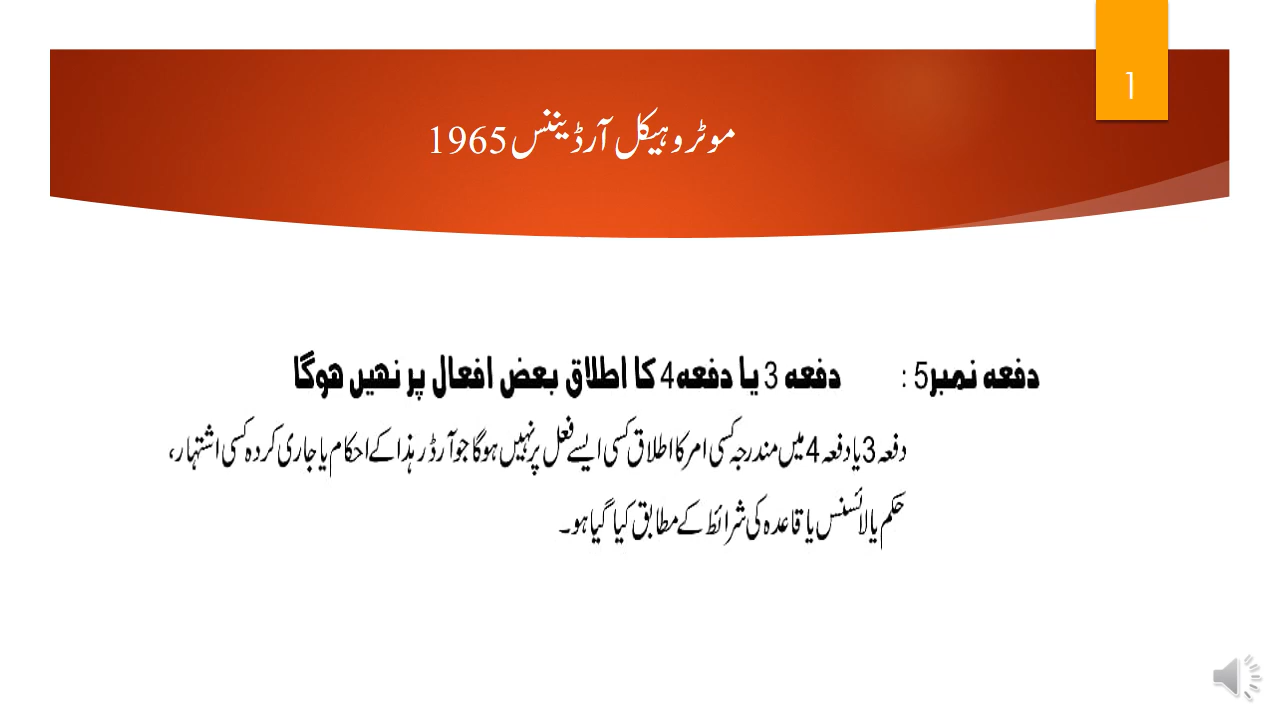 1
موٹر وہیکل آرڈیننس 1965
دفعہ نمبر5 : دفعہ 3 یا دفعہ 4 کا اطلاق بعض افعال پر نہیں ہوگا
دفعہ 3 یا دفعہ 4 میں مندرجہ کسی امر کا اطلاق کسی ایسے فعل پر نہیں ہوگا جو آرڈر ہٰذا کے احکام یا جاری کردہ کسی اشتہار،
حکم یا لائسنس یا قاعدہ کی شرائط کے مطابق کیا گیا ہو۔